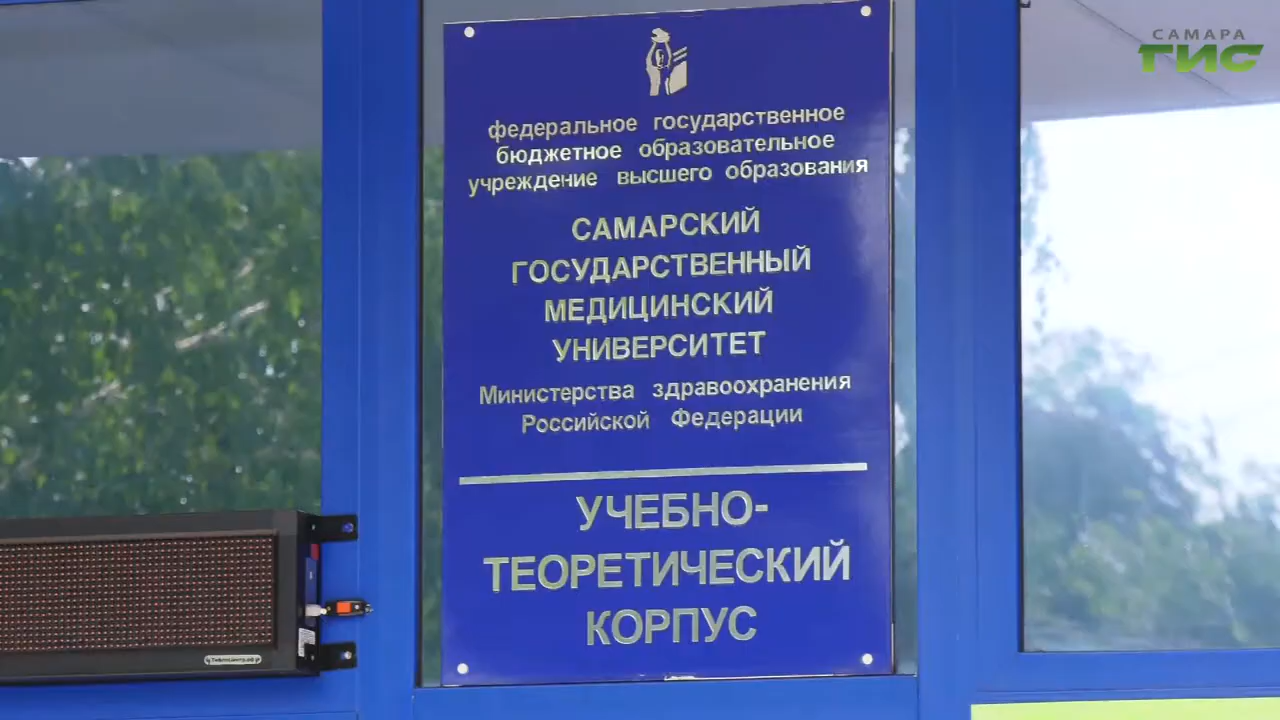 САМАРА
ГИС
федеральное государственное
бюджетное образовательное
учреждение высшего образования
САМАРСКИЙ
ГОСУДАРСТВЕННЫЙ
МЕДИЦИНСКИЙ
УНИВЕРСИТЕТ
Министерства здравоохранения
Российской Федерации
УЧЕБНО-
ТЕОРЕТИЧЕСКИЙ
КОРПУС